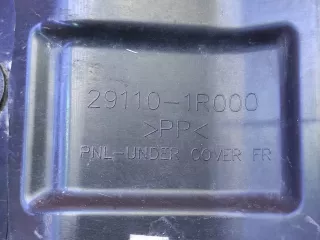 29110-1R000
>PP<
PNL-UNDER COVER FR